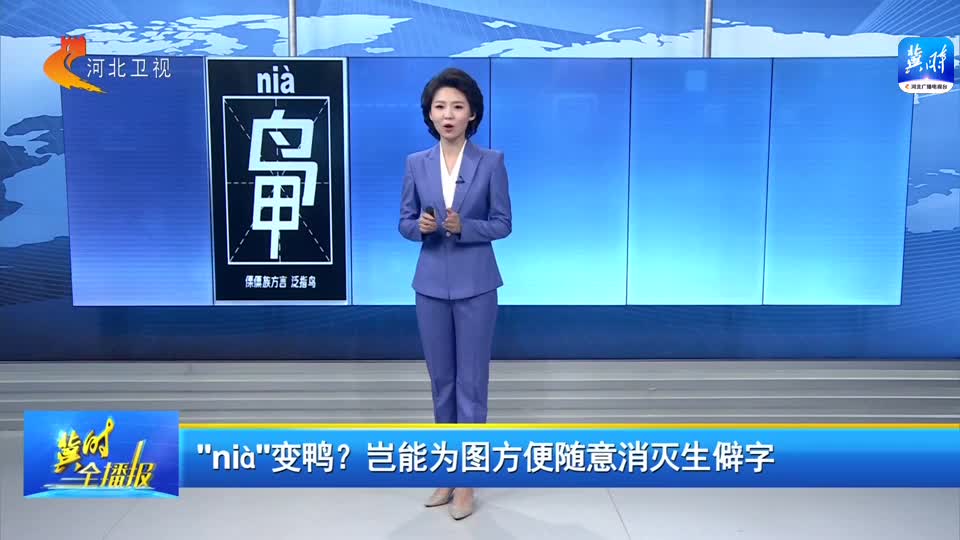 河北卫视
冀时
河北广播电视台
nià
傈僳族方言 泛指鸟
冀时
全播报
"nià"变鸭？岂能为图方便随意消灭生僻字